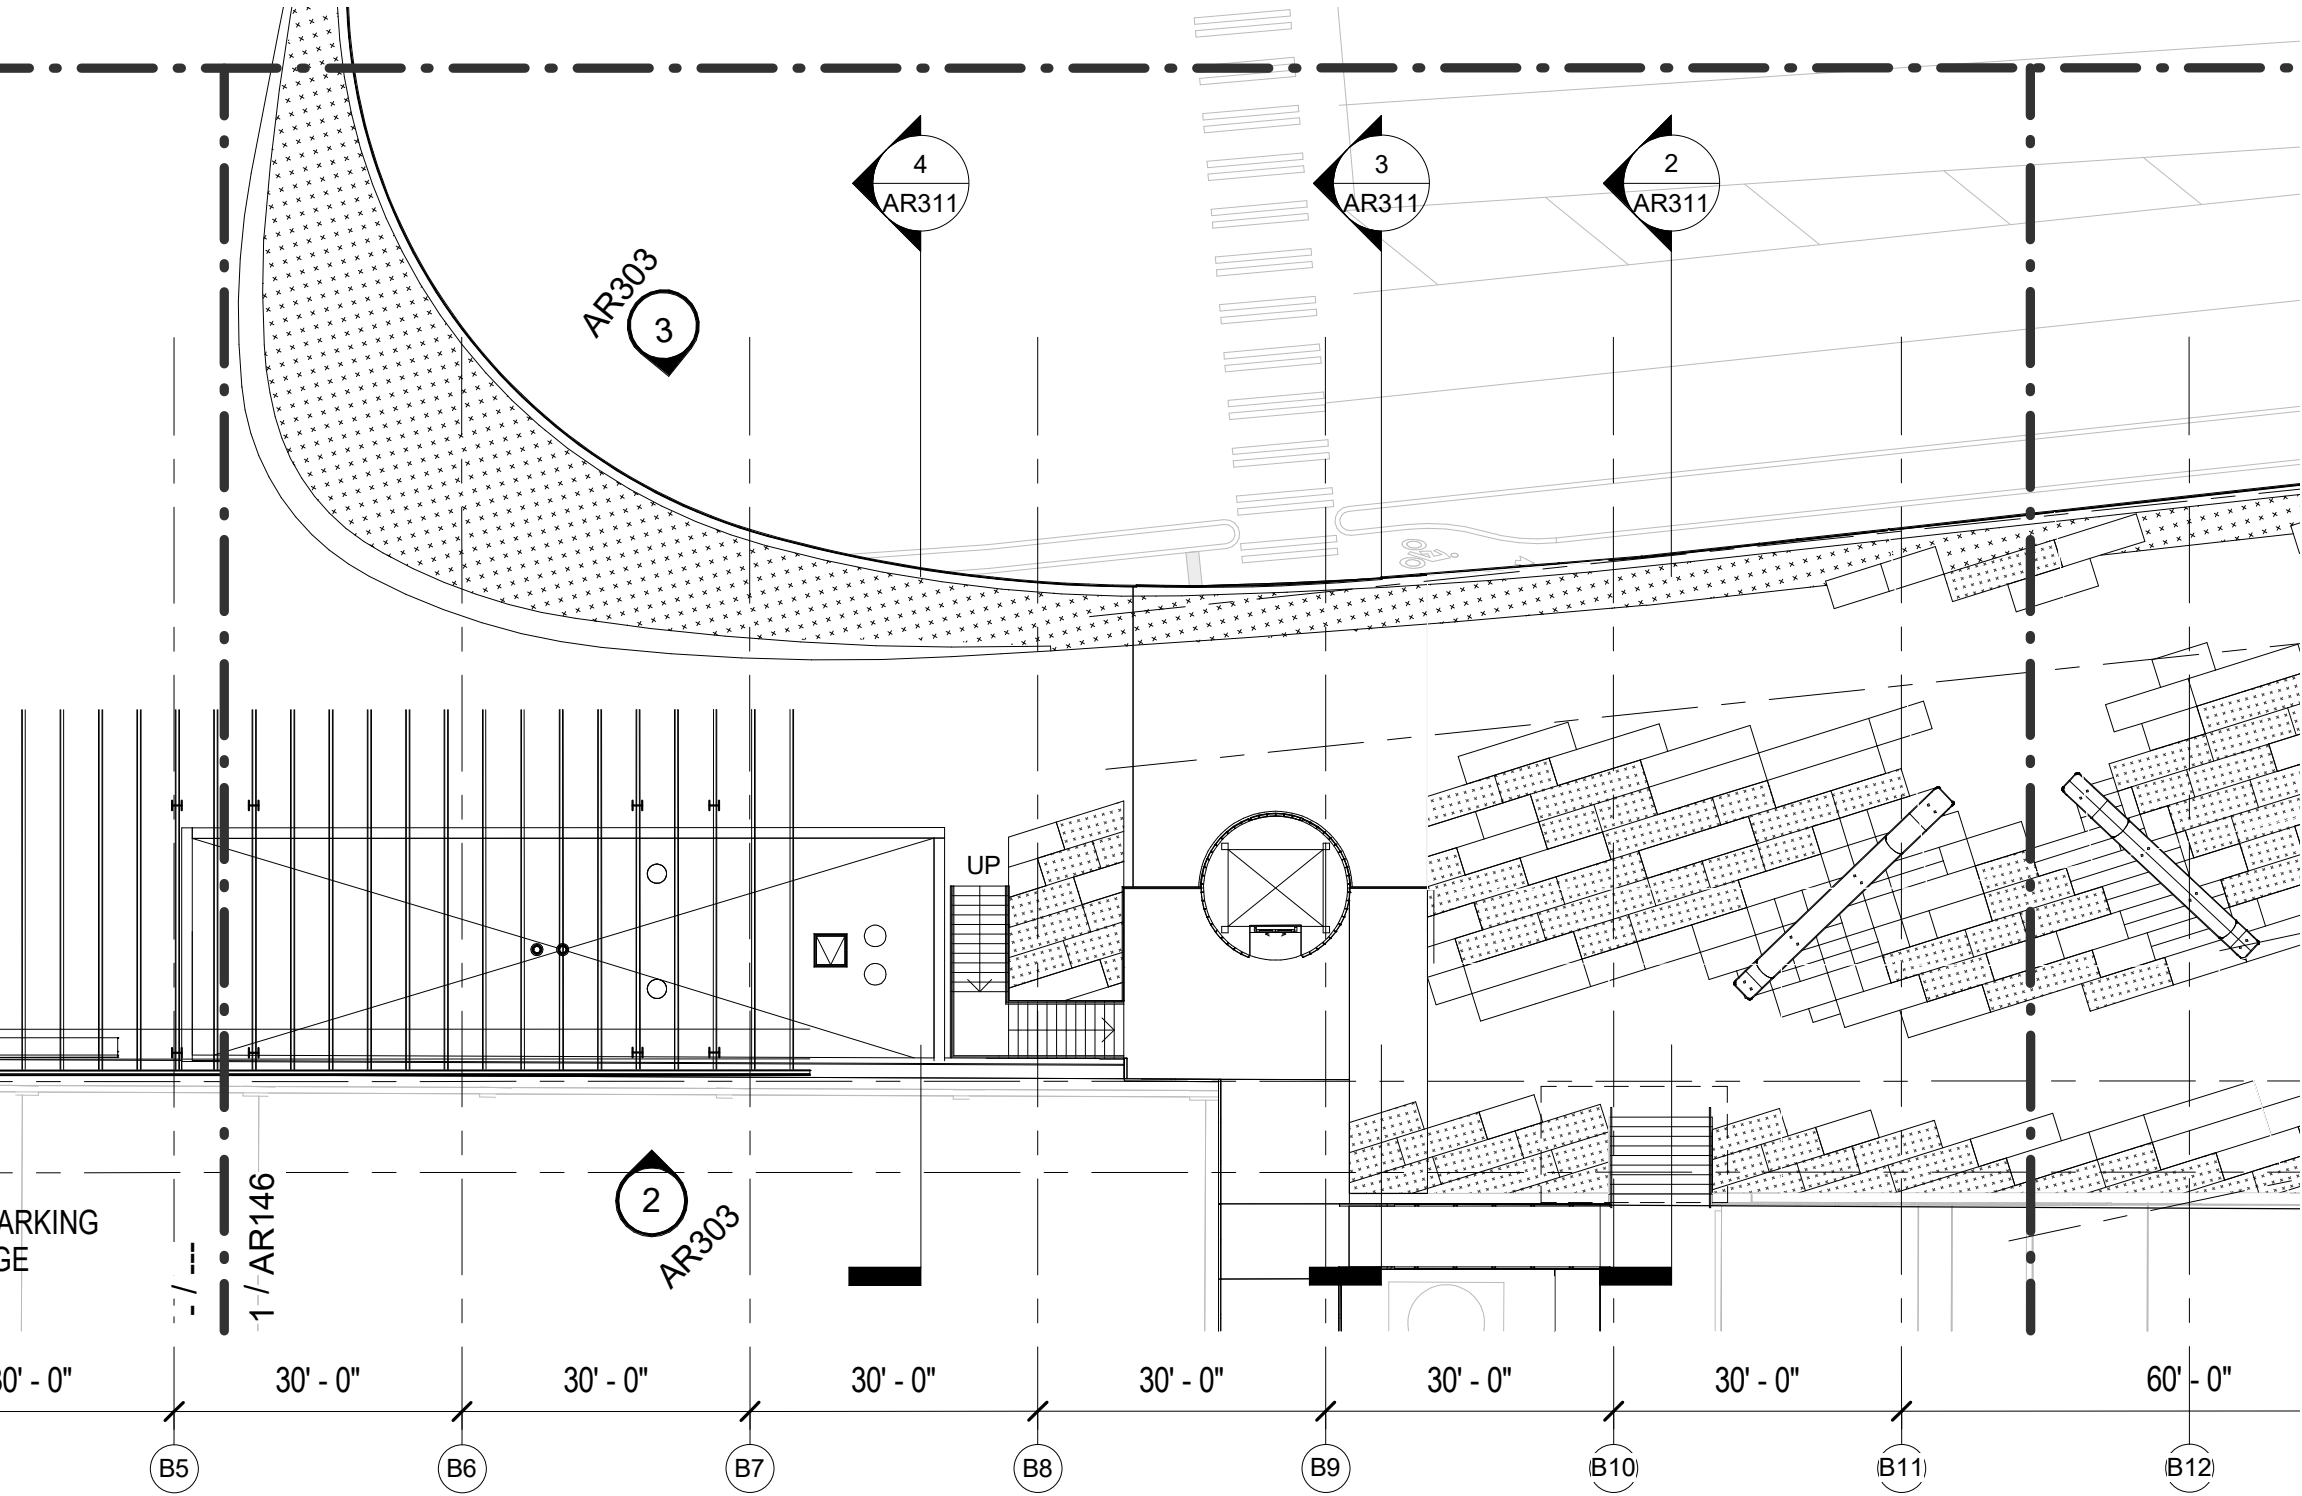 4
AR311
3
AR311
2
AR311
AR303
3
UP
2
AR303
ARKING
GE
- / ---
1 / AR146
30' - 0"
30' - 0"
30' - 0"
30' - 0"
30' - 0"
30' - 0"
30' - 0"
60' - 0"
B5
B6
B7
B8
B9
B10
B11
B12